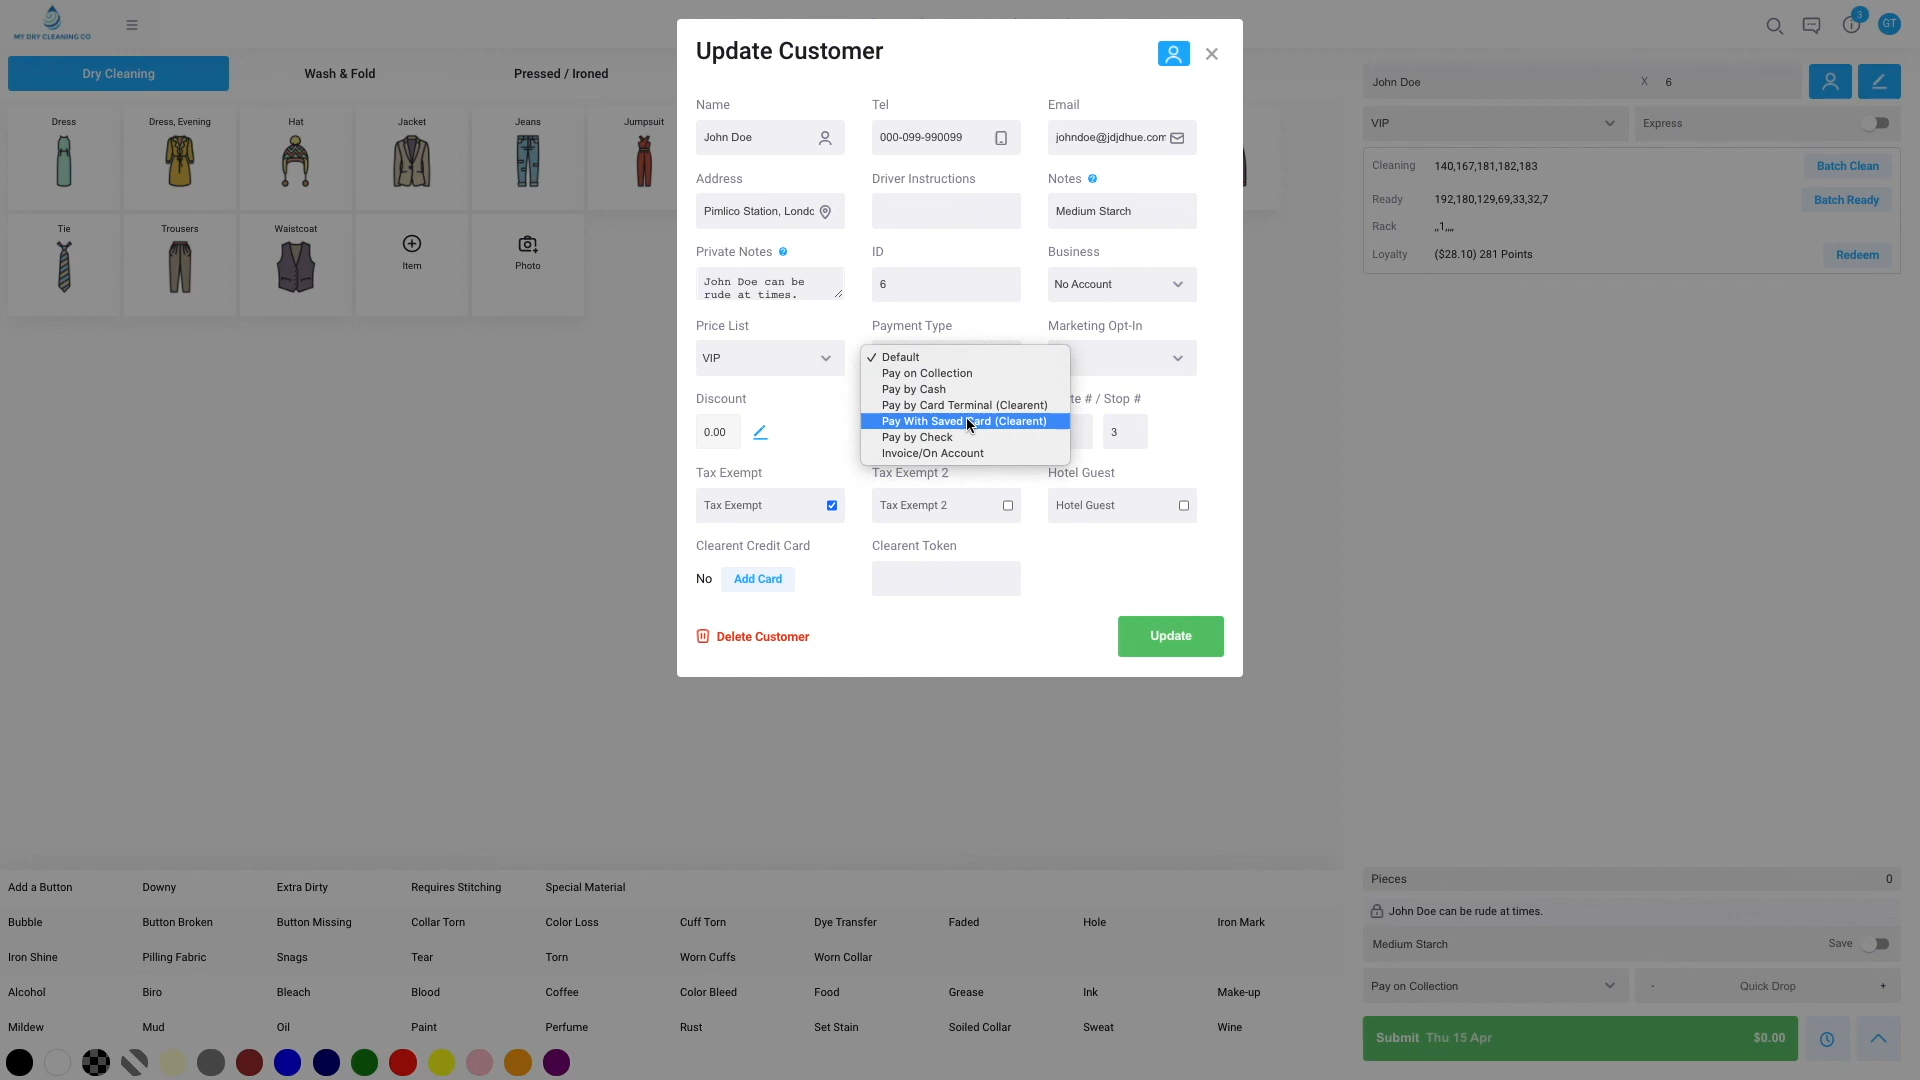 MY DRY CLEANING CO
3
GT
Dry Cleaning
Wash & Fold
Pressed / Ironed
Dress
Dress, Evening
Hat
Jacket
Jeans
Jumpsuit
Tie
Trousers
Waistcoat
Item
Photo
Update Customer
Name
Tel
Email
John Doe
000-099-990099
johndoe@jdjdhue.com
Address
Driver Instructions
Notes
Pimlico Station, Londo
Medium Starch
Private Notes
ID
Business
John Doe can be
rude at times.
6
No Account
Price List
Payment Type
Marketing Opt-In
VIP
Default
Pay on Collection
Pay by Cash
Pay by Card Terminal (Clearent)
Pay With Saved Card (Clearent)
Pay by Check
Invoice/On Account
Discount
# / Stop #
0.00
3
Tax Exempt
Tax Exempt 2
Hotel Guest
Tax Exempt
Tax Exempt 2
Hotel Guest
Clearent Credit Card
Clearent Token
No
Add Card
Delete Customer
Update
John Doe
X
6
VIP
Express
Cleaning
140,167,181,182,183
Batch Clean
Ready
192,180,129,69,33,32,7
Batch Ready
Rack
,,1,,,,
Loyalty
($28.10) 281 Points
Redeem
Add a Button
Downy
Extra Dirty
Requires Stitching
Special Material
Bubble
Button Broken
Button Missing
Collar Torn
Color Loss
Cuff Torn
Dye Transfer
Faded
Hole
Iron Mark
Iron Shine
Pilling Fabric
Snags
Tear
Torn
Worn Cuffs
Worn Collar
Alcohol
Biro
Bleach
Blood
Coffee
Color Bleed
Food
Grease
Ink
Make-up
Mildew
Mud
Oil
Paint
Perfume
Rust
Set Stain
Soiled Collar
Sweat
Wine
Pieces
0
John Doe can be rude at times.
Medium Starch
Save
Pay on Collection
-
Quick Drop
+
Submit Thu 15 Apr
$0.00